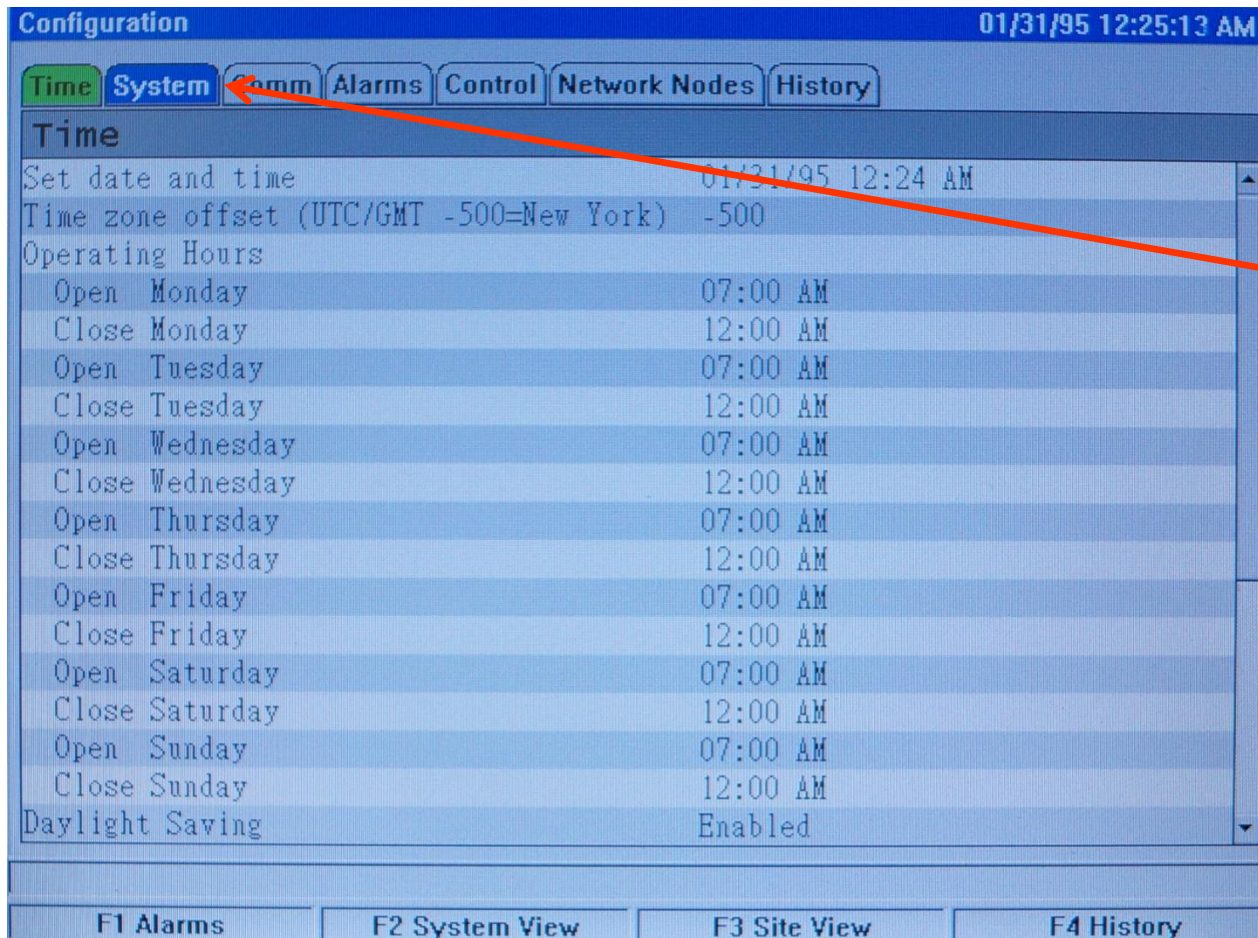 Configuration 01/31/95 12:25:13 AM
Time System Comm Alarms Control Network Nodes History
Time
Set date and time 01/31/95 12:24 AM
Time zone offset (UTC/GMT -500=New York) -500
Operating Hours
Open Monday 07:00 AM
Close Monday 12:00 AM
Open Tuesday 07:00 AM
Close Tuesday 12:00 AM
Open Wednesday 07:00 AM
Close Wednesday 12:00 AM
Open Thursday 07:00 AM
Close Thursday 12:00 AM
Open Friday 07:00 AM
Close Friday 12:00 AM
Open Saturday 07:00 AM
Close Saturday 12:00 AM
Open Sunday 07:00 AM
Close Sunday 12:00 AM
Daylight Saving Enabled
F1 Alarms F2 System View F3 Site View F4 History